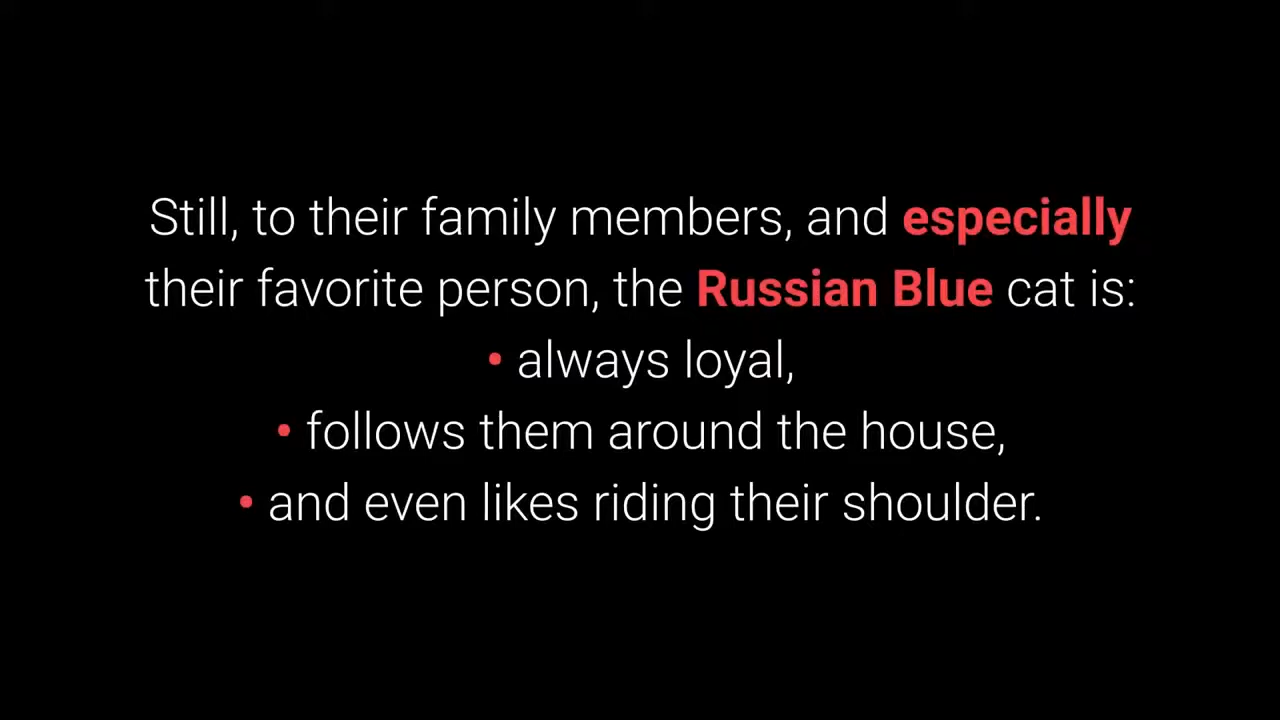 Still, to their family members, and especially
their favorite person, the Russian Blue cat is:
• always loyal,
• follows them around the house,
• and even likes riding their shoulder.